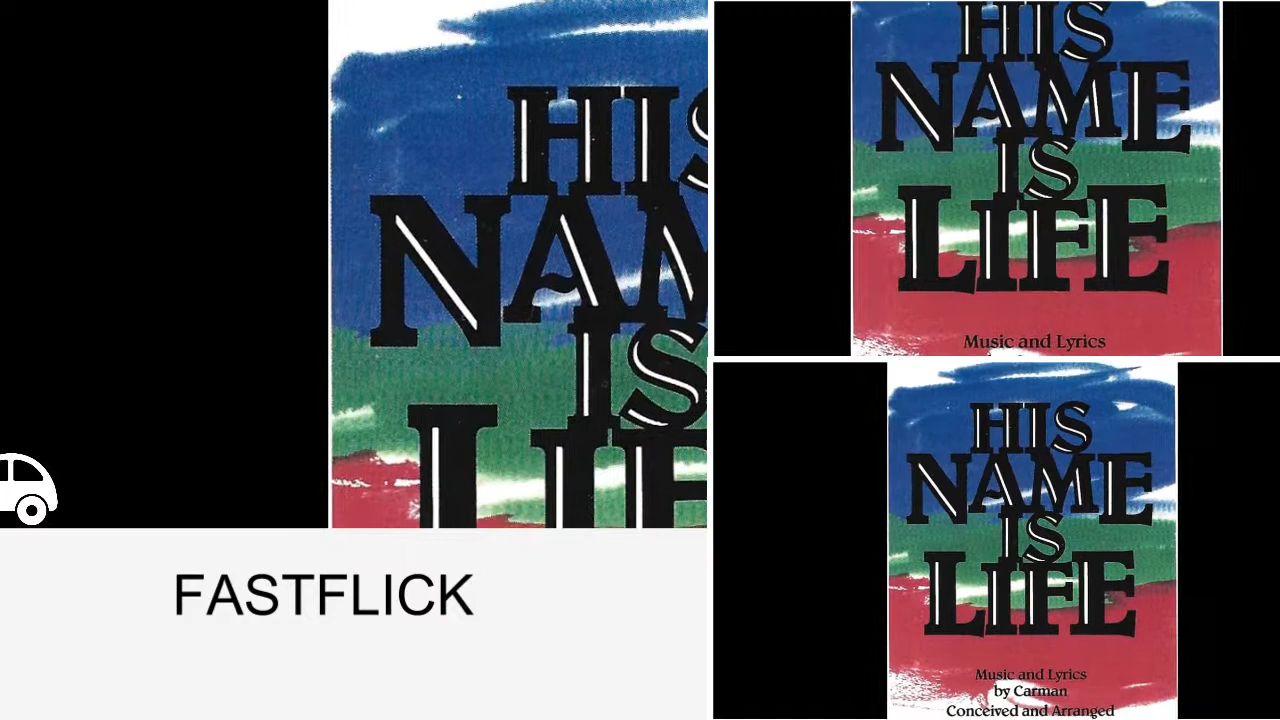 HIS
NAM
IS
LIF
FASTFLICK
HIS
NAME
IS
LIFE
Music and Lyrics
HIS
NAME
IS
LIFE
Music and Lyrics
by Carman
Conceived and Arranged